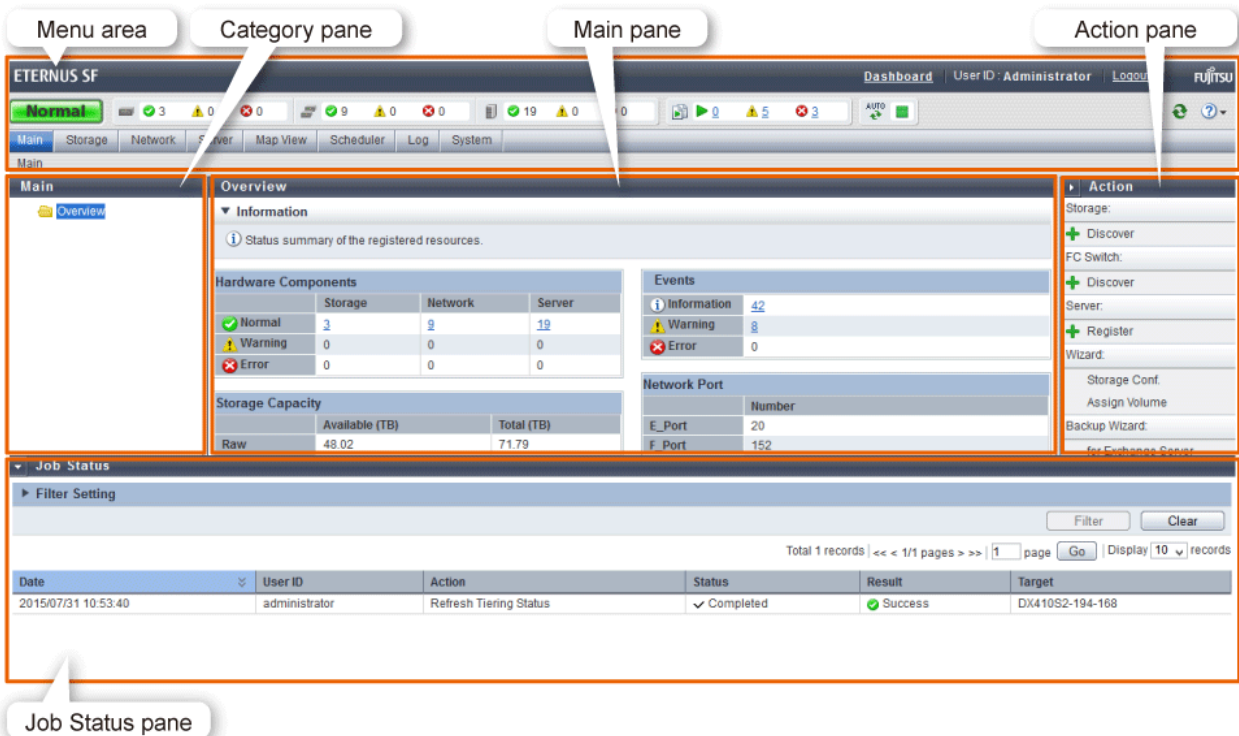 Menu area
Category pane
Main pane
Action pane
ETERNUS SF
Dashboard
User ID : Administrator
Logou
FUJITSU
Normal
3 0 0
9 0 0
19 0 0
0 5 3
AUTO
Main Storage Network Server Map View Scheduler Log System
Main
Main
Overview
Overview
Information
Status summary of the registered resources.
Hardware Components
Storage Network Server
Normal 3 9 19
Warning 0 0 0
Error 0 0 0
Storage Capacity
Available (TB) Total (TB)
Raw 48.02 71.79
Events
Information 42
Warning 8
Error 0
Network Port
Number
E_Port 20
F_Port 152
Action
Storage:
Discover
FC Switch:
Discover
Server:
Register
Wizard:
Storage Conf.
Assign Volume
Backup Wizard:
for Exchange Server
Job Status
Filter Setting
Filter Clear
Total 1 records << < 1/1 pages > >> 1 page Go Display 10 records
Date User ID Action Status Result Target
2015/07/31 10:53:40 administrator Refresh Tiering Status Completed Success DX410S2-194-168
Job Status pane